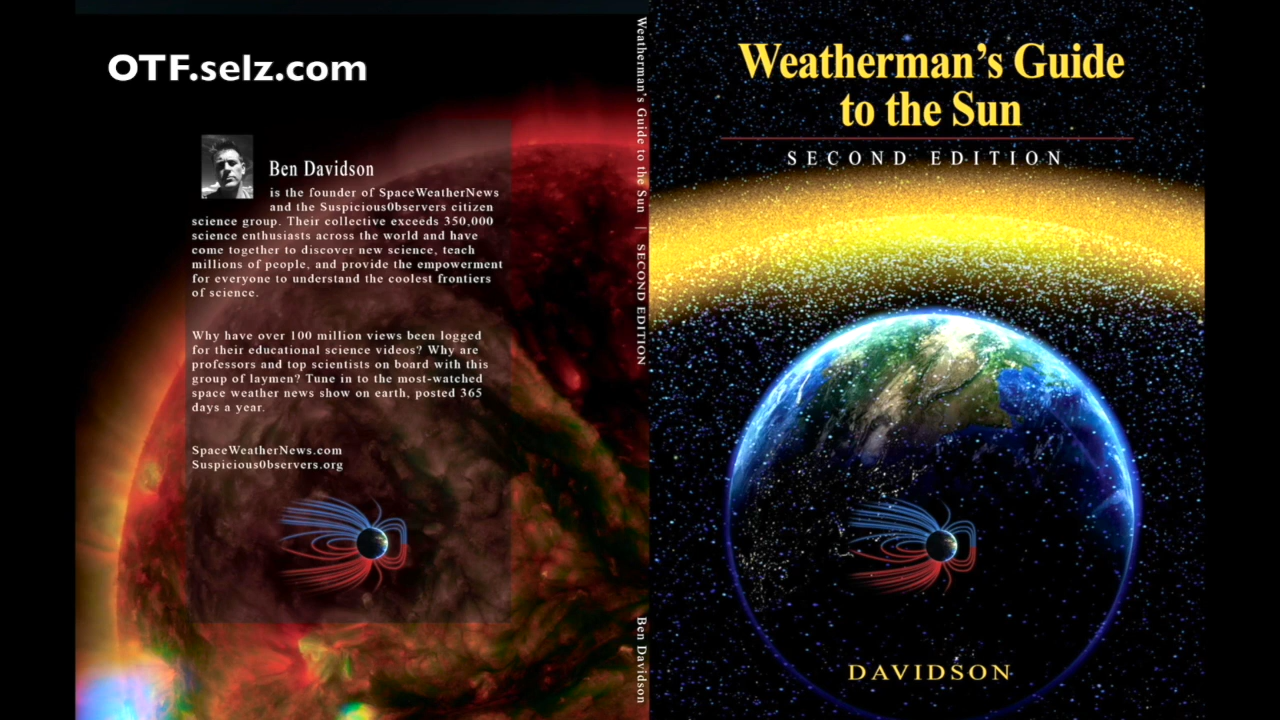 OTF.selz.com
Ben Davidson
is the founder of SpaceWeatherNews
and the Suspicious0bservers citizen
science group. Their collective exceeds 350,000
science enthusiasts across the world and have
come together to discover new science, teach
millions of people, and provide the empowerment
for everyone to understand the coolest frontiers
of science.
Why have over 100 million views been logged
for their educational science videos? Why are
professors and top scientists on board with this
group of laymen? Tune in to the most-watched
space weather news show on earth, posted 365
days a year.
SpaceWeatherNews.com
Suspicious0bservers.org
Weatherman's Guide to the Sun | SECOND EDITION
Ben Davidson
Weatherman's Guide
to the Sun
SECOND EDITION
DAVIDSON